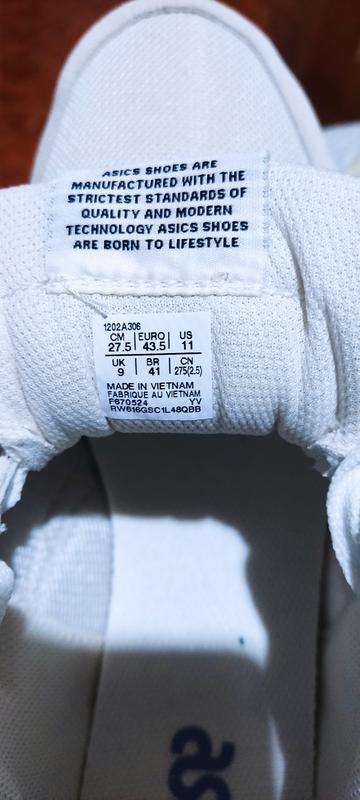 ASICS SHOES ARE
MANUFACTURED WITH THE
STRICTEST STANDARDS OF
QUALITY AND MODERN
TECHNOLOGY ASICS SHOES
ARE BORN TO LIFESTYLE
1202A306
CM EURO US
27.5 43.5 11
UK BR CN
9 41 275(2.5)
MADE IN VIETNAM
FABRIQUE AU VIETNAM
F670524 YV
RW616GSC1L48QBB
as